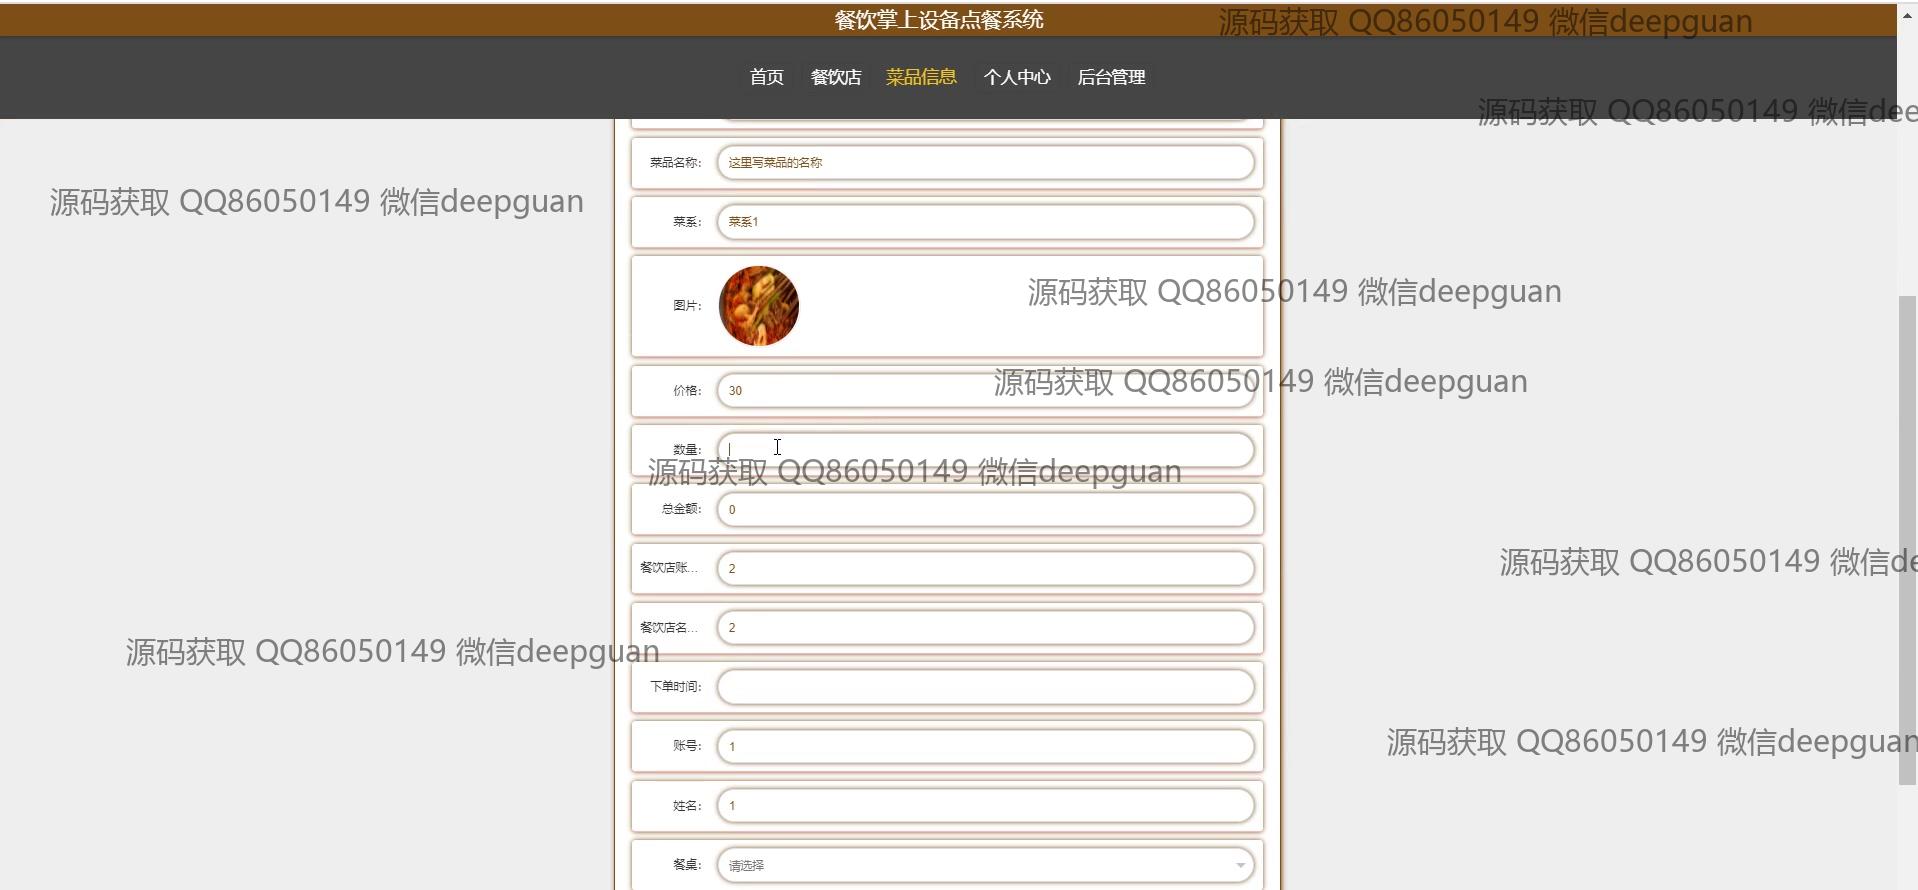 餐饮掌上设备点餐系统
源码获取 QQ86050149 微信deepguan
首页 餐饮店 菜品信息 个人中心 后台管理
源码获取 QQ86050149 微信dee
菜品名称: 这里写菜品的名称
源码获取 QQ86050149 微信deepguan
菜系: 菜系1
源码获取 QQ86050149 微信deepguan
图片:
价格: 30
源码获取 QQ86050149 微信deepguan
数量:
源码获取 QQ86050149 微信deepguan
总金额: 0
源码获取 QQ86050149 微信de
餐饮店账... 2
餐饮店名... 2
源码获取 QQ86050149 微信deepguan
下单时间:
账号: 1
源码获取 QQ86050149 微信deepguan
姓名: 1
餐桌: 请选择